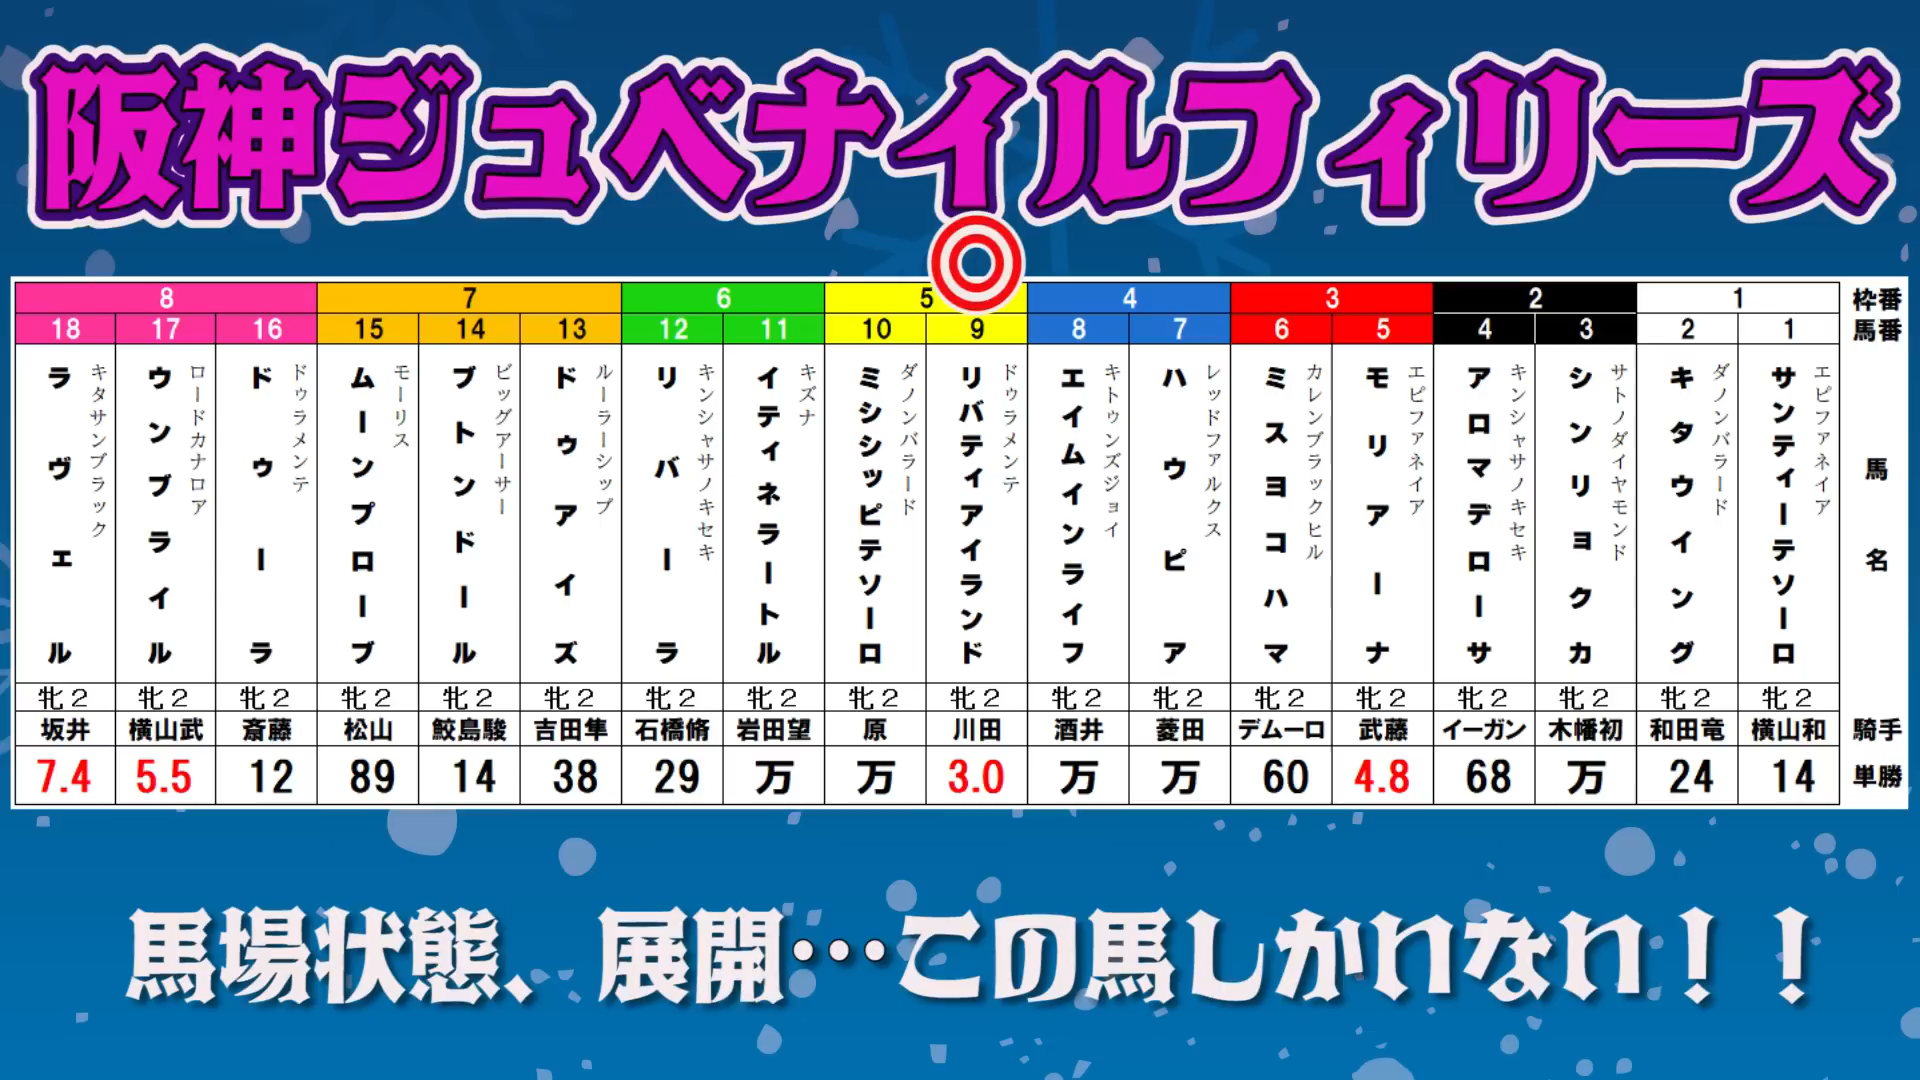 阪神ジュベナイルフィリーズ
8 7 6 5 4 3 2 1 枠番
18 17 16 15 14 13 12 11 10 9 8 7 6 5 4 3 2 1 馬番
馬名
エピファネイア
サンティーテソーロ
ダノンバラード
キタウイング
サトノダイヤモンド
シンリョクカ
キンシャサノキセキ
アロマデローサ
エピファネイア
モリアーナ
カレンブラックヒル
ミスヨコハマ
レッドファルクス
ハウピア
キトゥンズジョイ
エイムインライフ
ドゥラメンテ
リバティアイランド
ダノンバラード
ミシシッピテソーロ
キズナ
イティネラートル
キンシャサノキセキ
リバーラ
ルーラーシップ
ドゥアイズ
ビッグアーサー
ブトンドール
モーリス
ムーンプローブ
ドゥラメンテ
ドゥーラ
ロードカナロア
ウンブライル
キタサンブラック
ラヴェル
牝2 牝2 牝2 牝2 牝2 牝2 牝2 牝2 牝2 牝2 牝2 牝2 牝2 牝2 牝2 牝2 牝2 牝2
坂井 横山武 斎藤 松山 鮫島駿 吉田隼 石橋脩 岩田望 原 川田 酒井 菱田 デムーロ 武藤 イーガン 木幡初 和田竜 横山和 騎手
7.4 5.5 12 89 14 38 29 万 万 3.0 万 万 60 4.8 68 万 24 14 単勝
馬場状態、展開…この馬しかいない！！